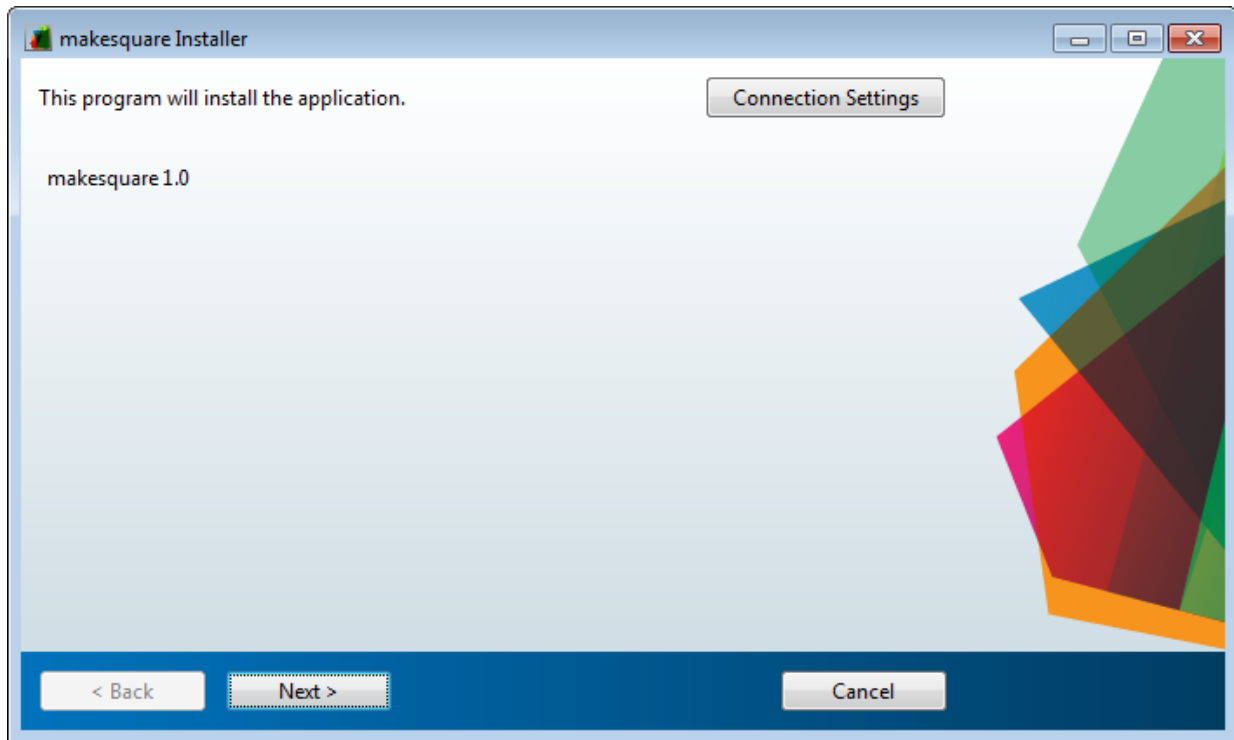 makesquare Installer
This program will install the application.
Connection Settings
makesquare 1.0
< Back
Next >
Cancel